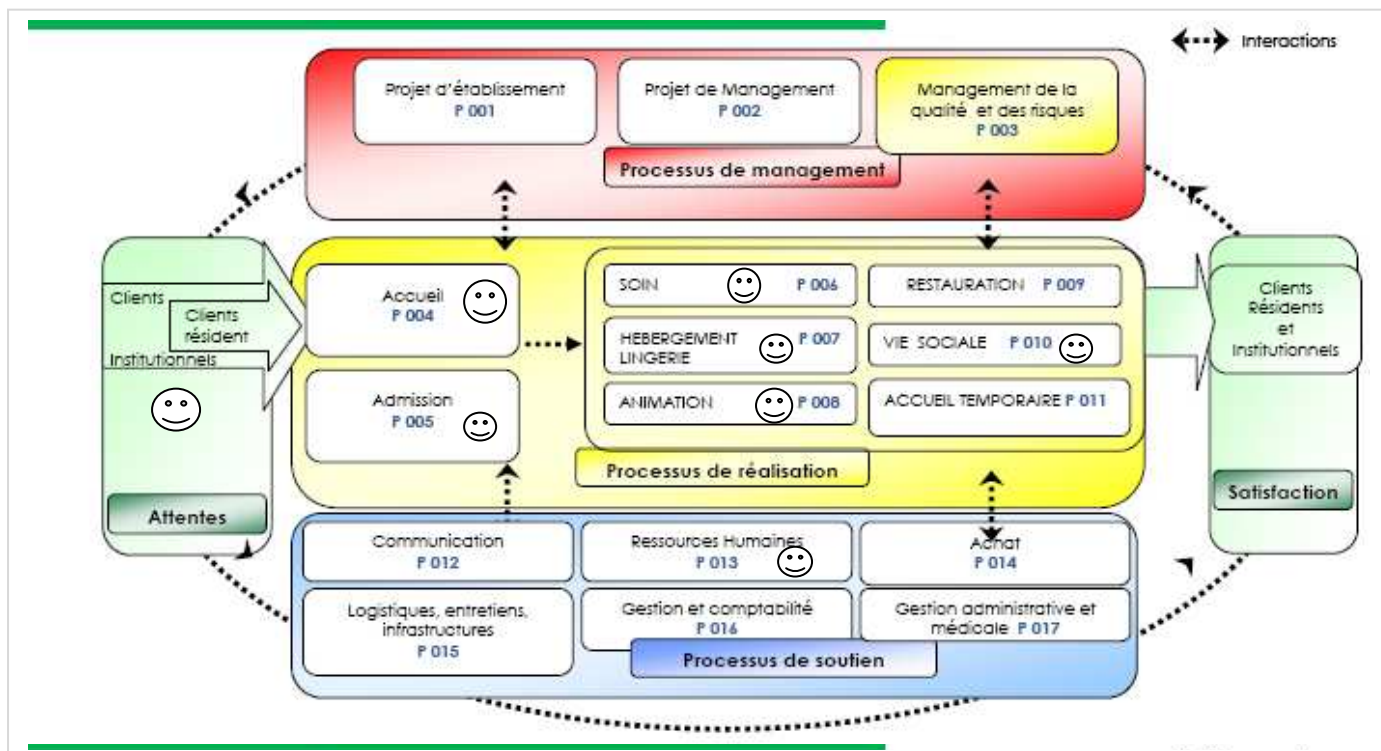 Interactions
Projet d'établissement
P 001
Projet de Management
P 002
Management de la
qualité et des risques
P 003
Processus de management
Clients
Clients
résident
Institutionnels
Attentes
Accueil
P 004
Admission
P 005
SOIN P 006
HEBERGEMENT P 007
LINGERIE
ANIMATION P 008
RESTAURATION P 009
VIE SOCIALE P 010
ACCUEIL TEMPORAIRE P 011
Processus de réalisation
Clients
Résidents
et
Institutionnels
Satisfaction
Communication
P 012
Ressources Humaines
P 013
Achat
P 014
Logistiques, entretiens,
infrastructures
P 015
Gestion et comptabilité
P 016
Gestion administrative et
médicale P 017
Processus de soutien